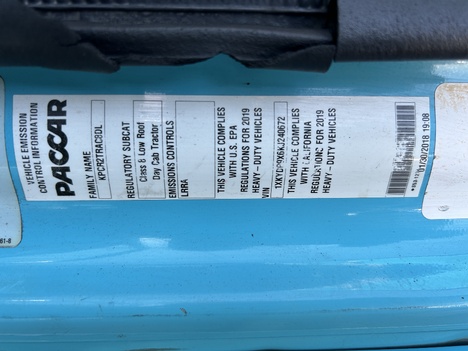 VEHICLE EMISSION
CONTROL INFORMATION
PACCAR
FAMILY NAME
KPCR2TRAC8DL
REGULATORY SUBCAT
Class 8 Low Roof
Day Cab Tractor
EMISSIONS CONTROLS
LRRA
THIS VEHICLE COMPLIES
WITH U.S. EPA
REGULATIONS FOR 2019
HEAVY - DUTY VEHICLES
VIN
THIS VEHICLE COMPLIES
WITH CALIFORNIA
REGULATIONS FOR 2019
HEAVY - DUTY VEHICLES
01/30/2018 19:08